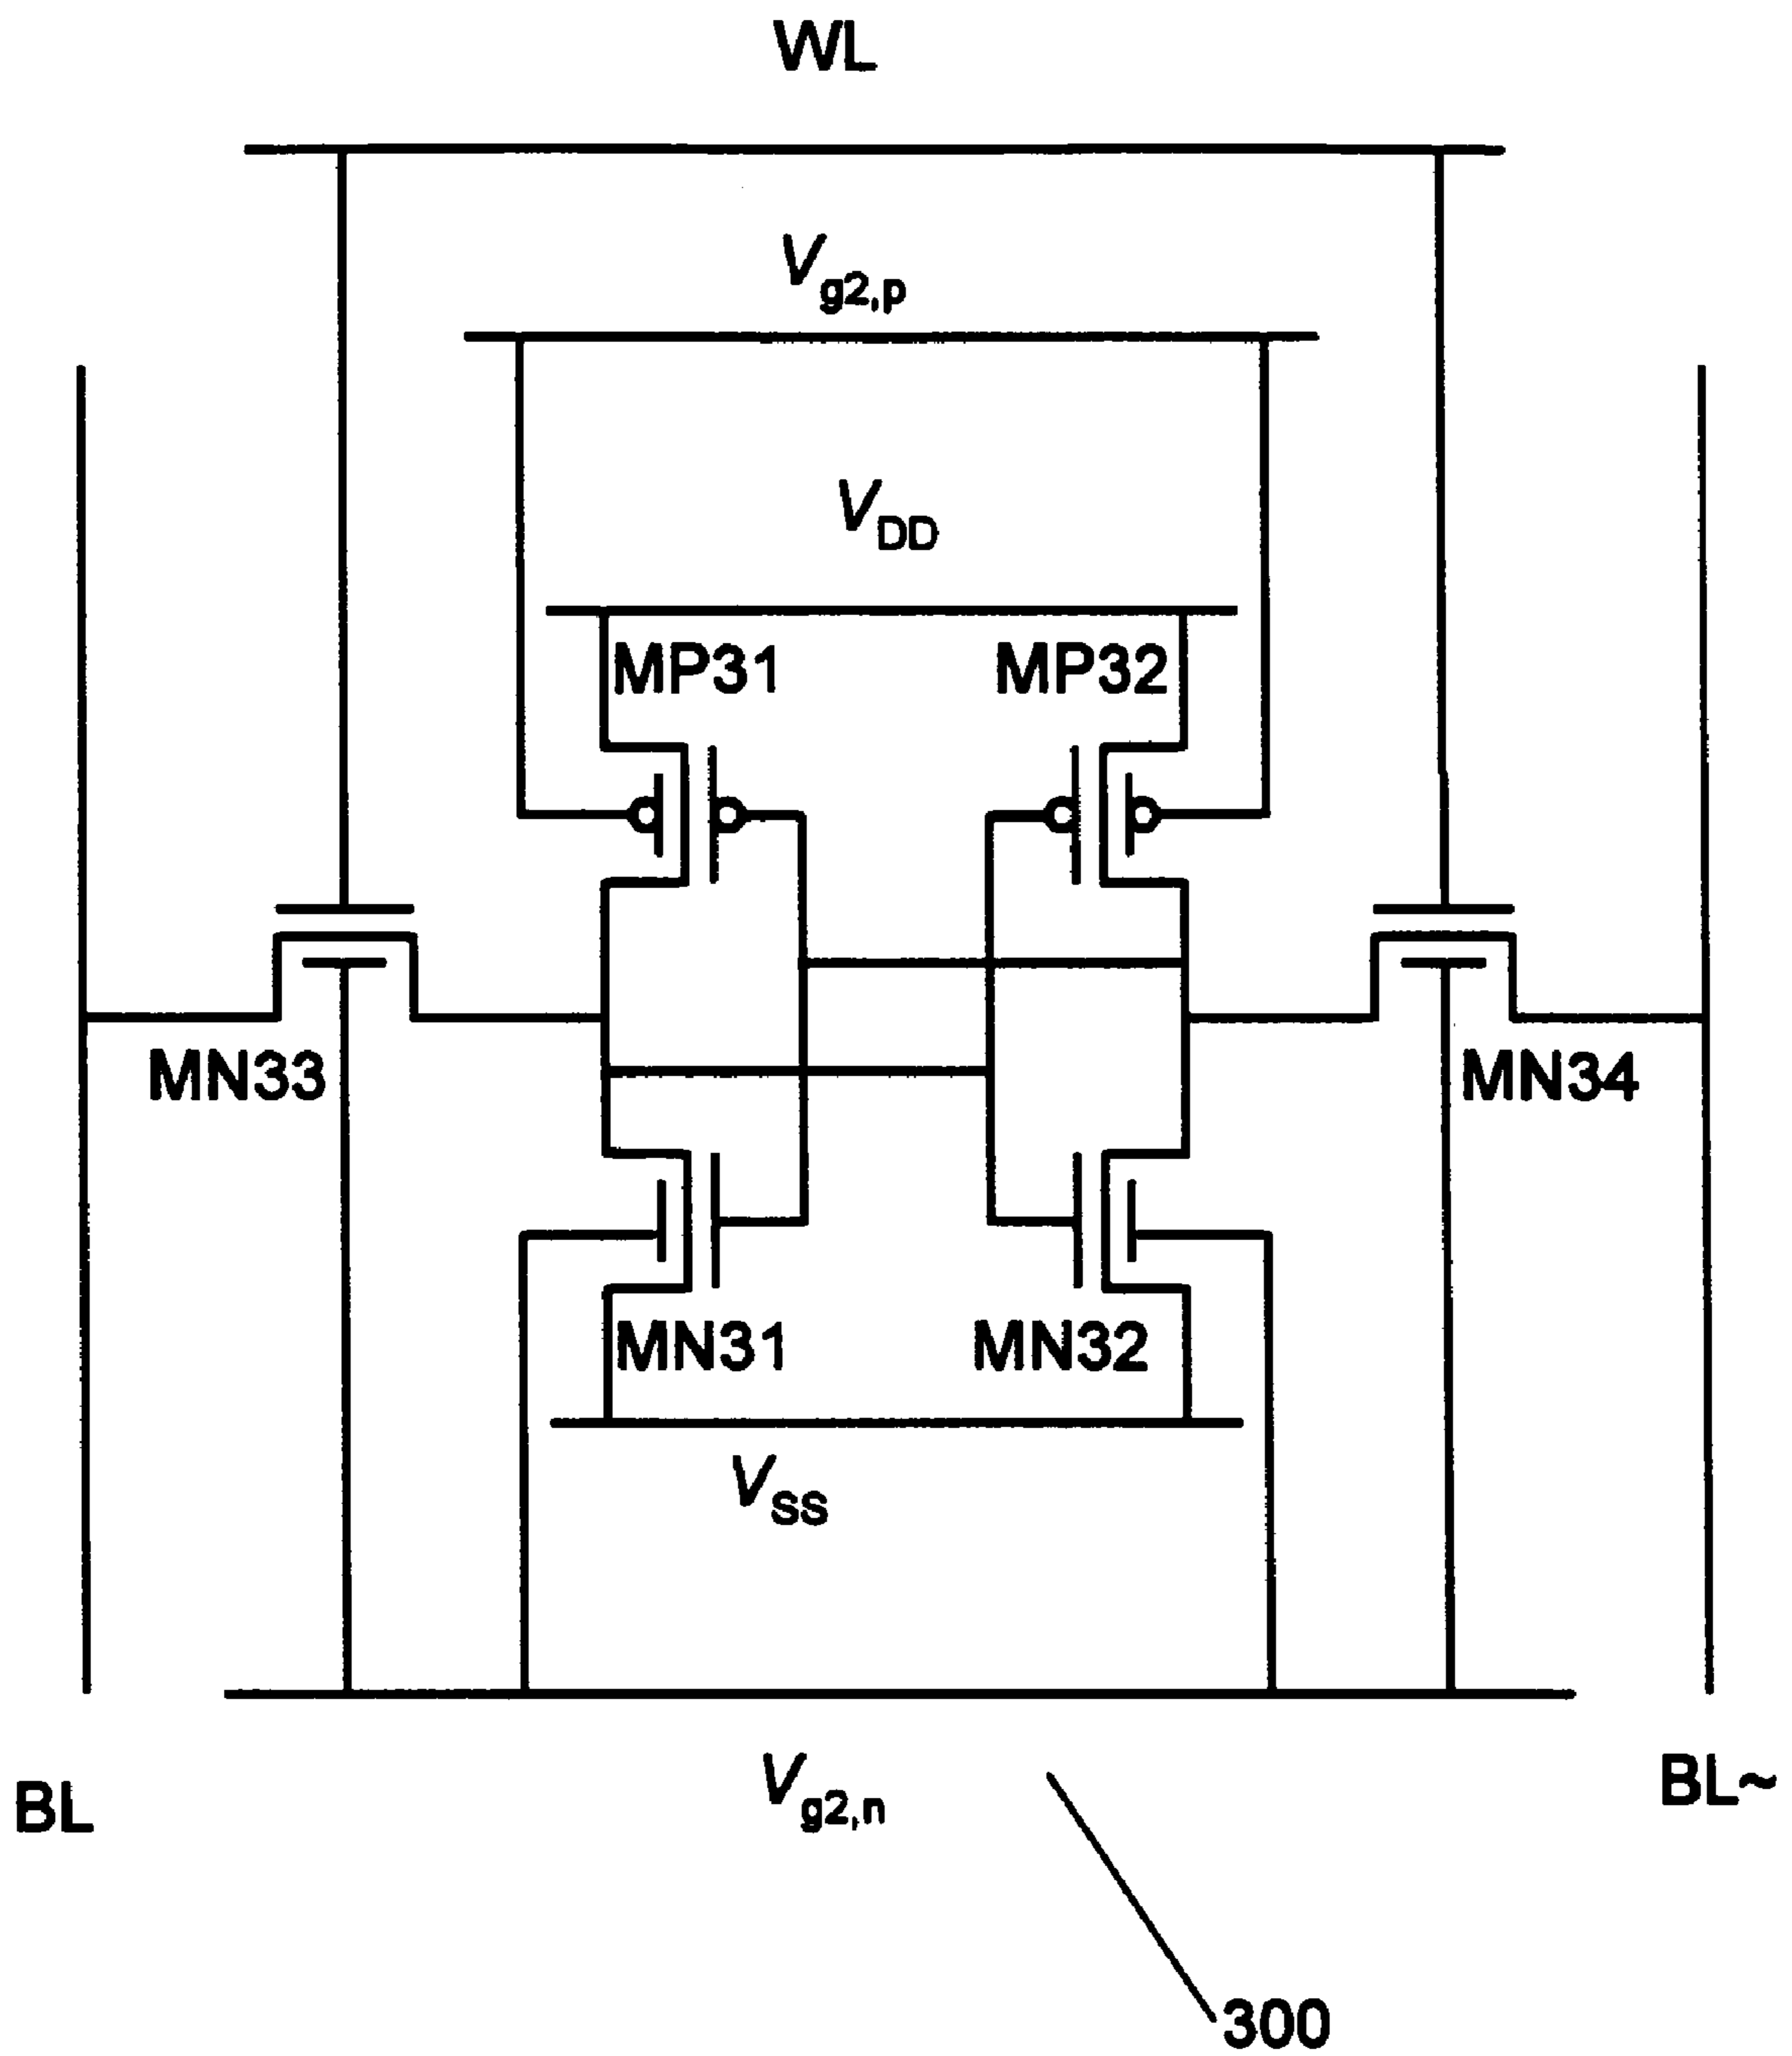 WL
Vg2,p
VDD
MP31 MP32
MN33 MN34
MN31 MN32
VSS
Vg2,n
BL BL~
300